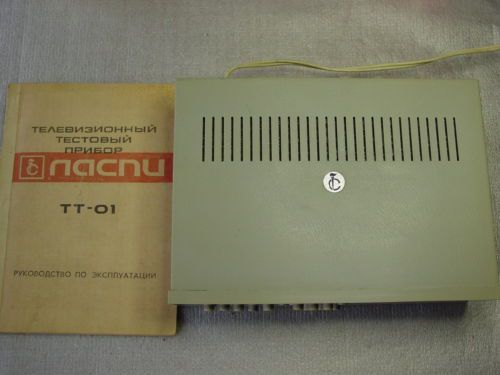 ТЕЛЕВИЗИОННЫЙ
ТЕСТОВЫЙ
ПРИБОР
ЛАСПИ
ТТ-01
РУКОВОДСТВО ПО ЭКСПЛУАТАЦИИ